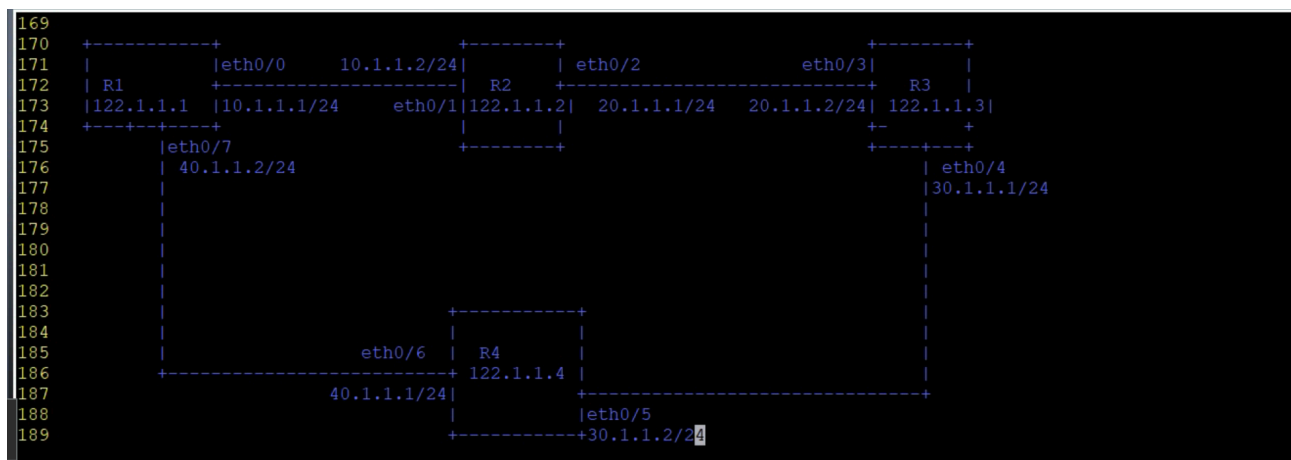 169
170 +-----------+ +--------+ +--------+
171 | |eth0/0 10.1.1.2/24| | eth0/2 eth0/3| |
172 | R1 +-------------------------| R2 +--------------------------------+ R3 |
173 |122.1.1.1 |10.1.1.1/24 eth0/1|122.1.1.2| 20.1.1.1/24 20.1.1.2/24| 122.1.1.3|
174 +---+--+----+ | | +- +
175 |eth0/7 +--------+ +----+---+
176 | 40.1.1.2/24 | eth0/4
177 | |30.1.1.1/24
178 | |
179 | |
180 | |
181 | |
182 | |
183 | +-----------+ |
184 | | | |
185 | eth0/6 | R4 | |
186 +------------------------------+ 122.1.1.4 | |
187 40.1.1.1/24| +-----------------------------------+
188 | |eth0/5
189 +-----------+30.1.1.2/24